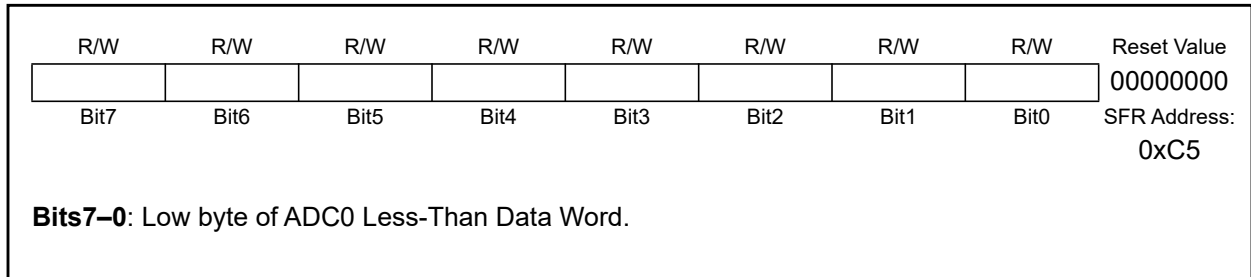 R/W R/W R/W R/W R/W R/W R/W R/W Reset Value
00000000
Bit7 Bit6 Bit5 Bit4 Bit3 Bit2 Bit1 Bit0 SFR Address:
0xC5
Bits7–0: Low byte of ADC0 Less-Than Data Word.